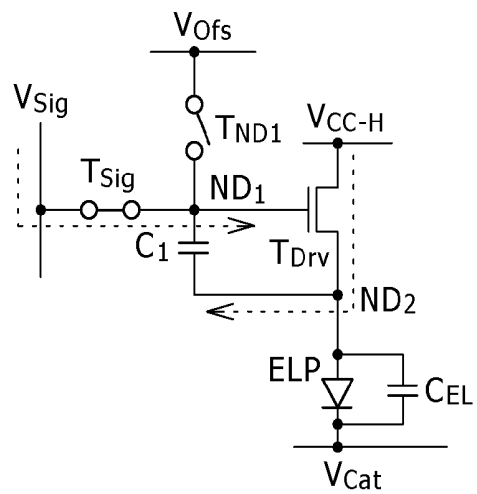 VOfs
VSig
TND1
VCC-H
TSig
ND1
C1
TDrv
ND2
ELP
CEL
VCat